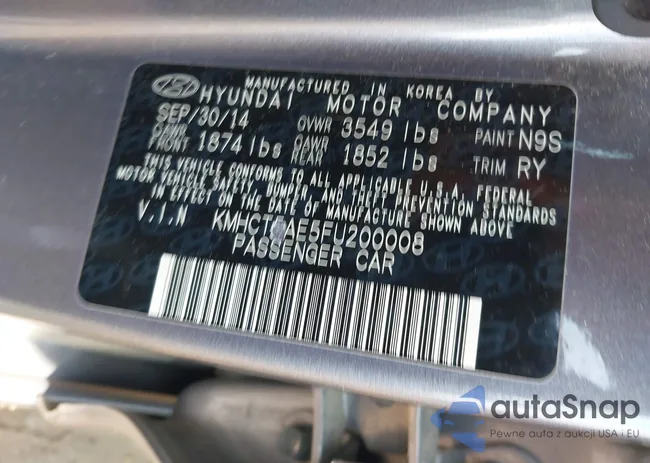 MANUFACTURED IN KOREA BY
HYUNDAI MOTOR COMPANY
SEP/30/14 GVWR 3549 lbs PAINT N9S
GAWR FRONT 1874 lbs GAWR REAR 1852 lbs TRIM RY
THIS VEHICLE CONFORMS TO ALL APPLICABLE U.S.A. FEDERAL
MOTOR VEHICLE SAFETY, BUMPER AND THEFT PREVENTION STANDARDS
IN EFFECT ON THE DATE OF MANUFACTURE SHOWN ABOVE.
V.I.N
PASSENGER CAR
autaSnap
Pewne auta z aukcji USA i EU